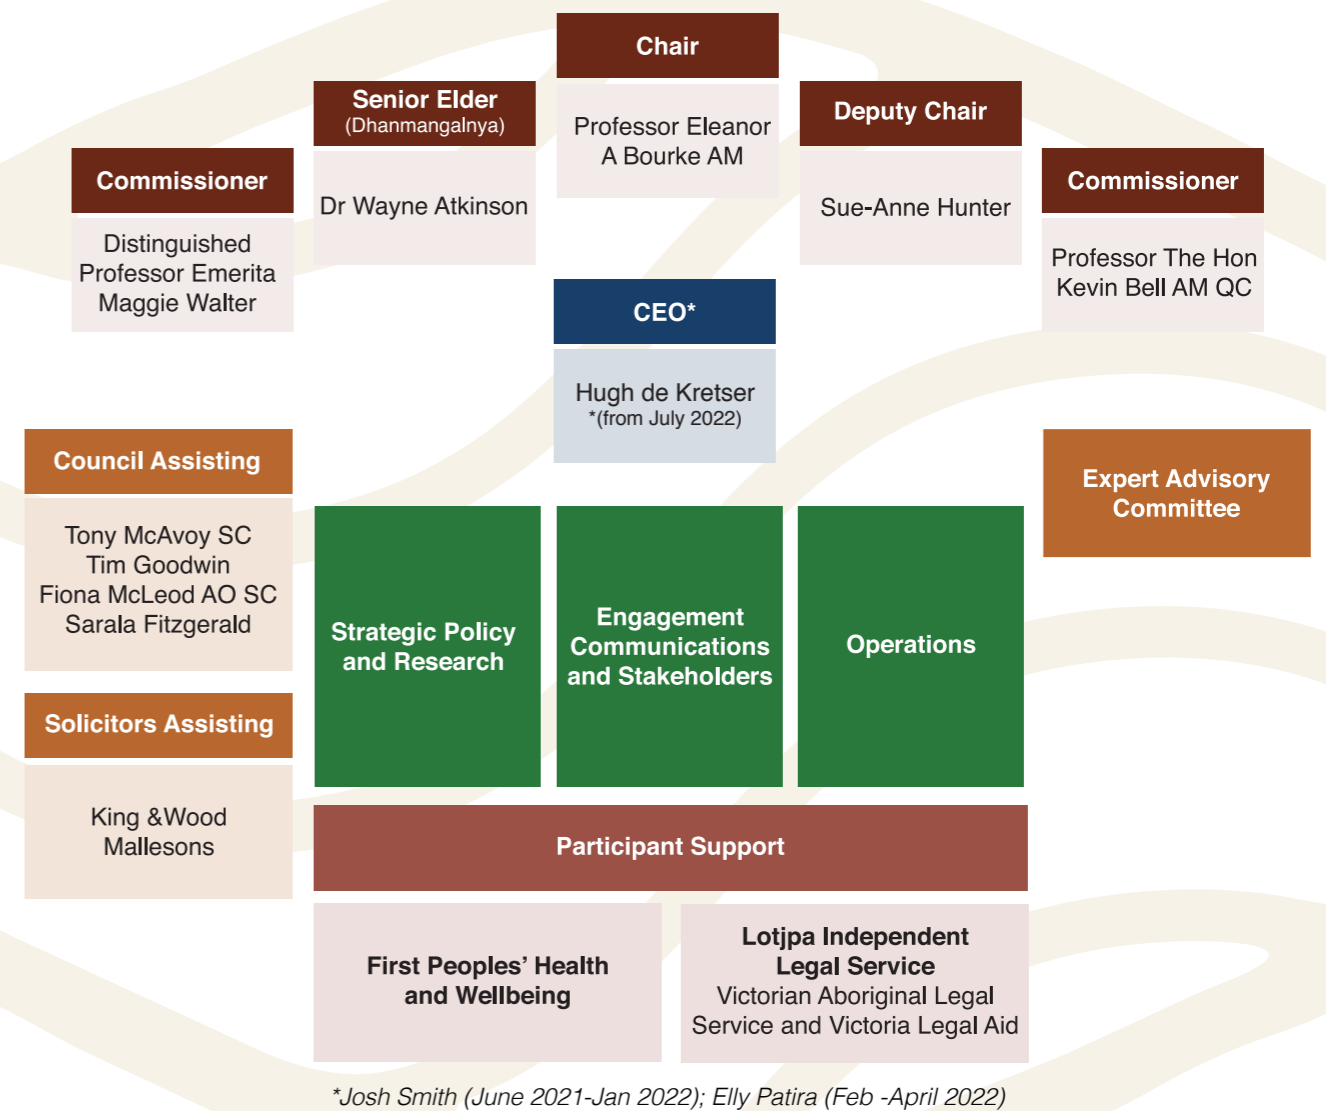 Chair
Professor Eleanor
A Bourke AM
Senior Elder
(Dhanmangalnya)
Dr Wayne Atkinson
Deputy Chair
Sue-Anne Hunter
Commissioner
Distinguished
Professor Emerita
Maggie Walter
Commissioner
Professor The Hon
Kevin Bell AM QC
CEO*
Hugh de Kretser
*(from July 2022)
Council Assisting
Tony McAvoy SC
Tim Goodwin
Fiona McLeod AO SC
Sarala Fitzgerald
Expert Advisory
Committee
Strategic Policy
and Research
Engagement
Communications
and Stakeholders
Operations
Solicitors Assisting
King &Wood
Mallesons
Participant Support
First Peoples’ Health
and Wellbeing
Lotjpa Independent
Legal Service
Victorian Aboriginal Legal
Service and Victoria Legal Aid
*Josh Smith (June 2021-Jan 2022); Elly Patira (Feb -April 2022)